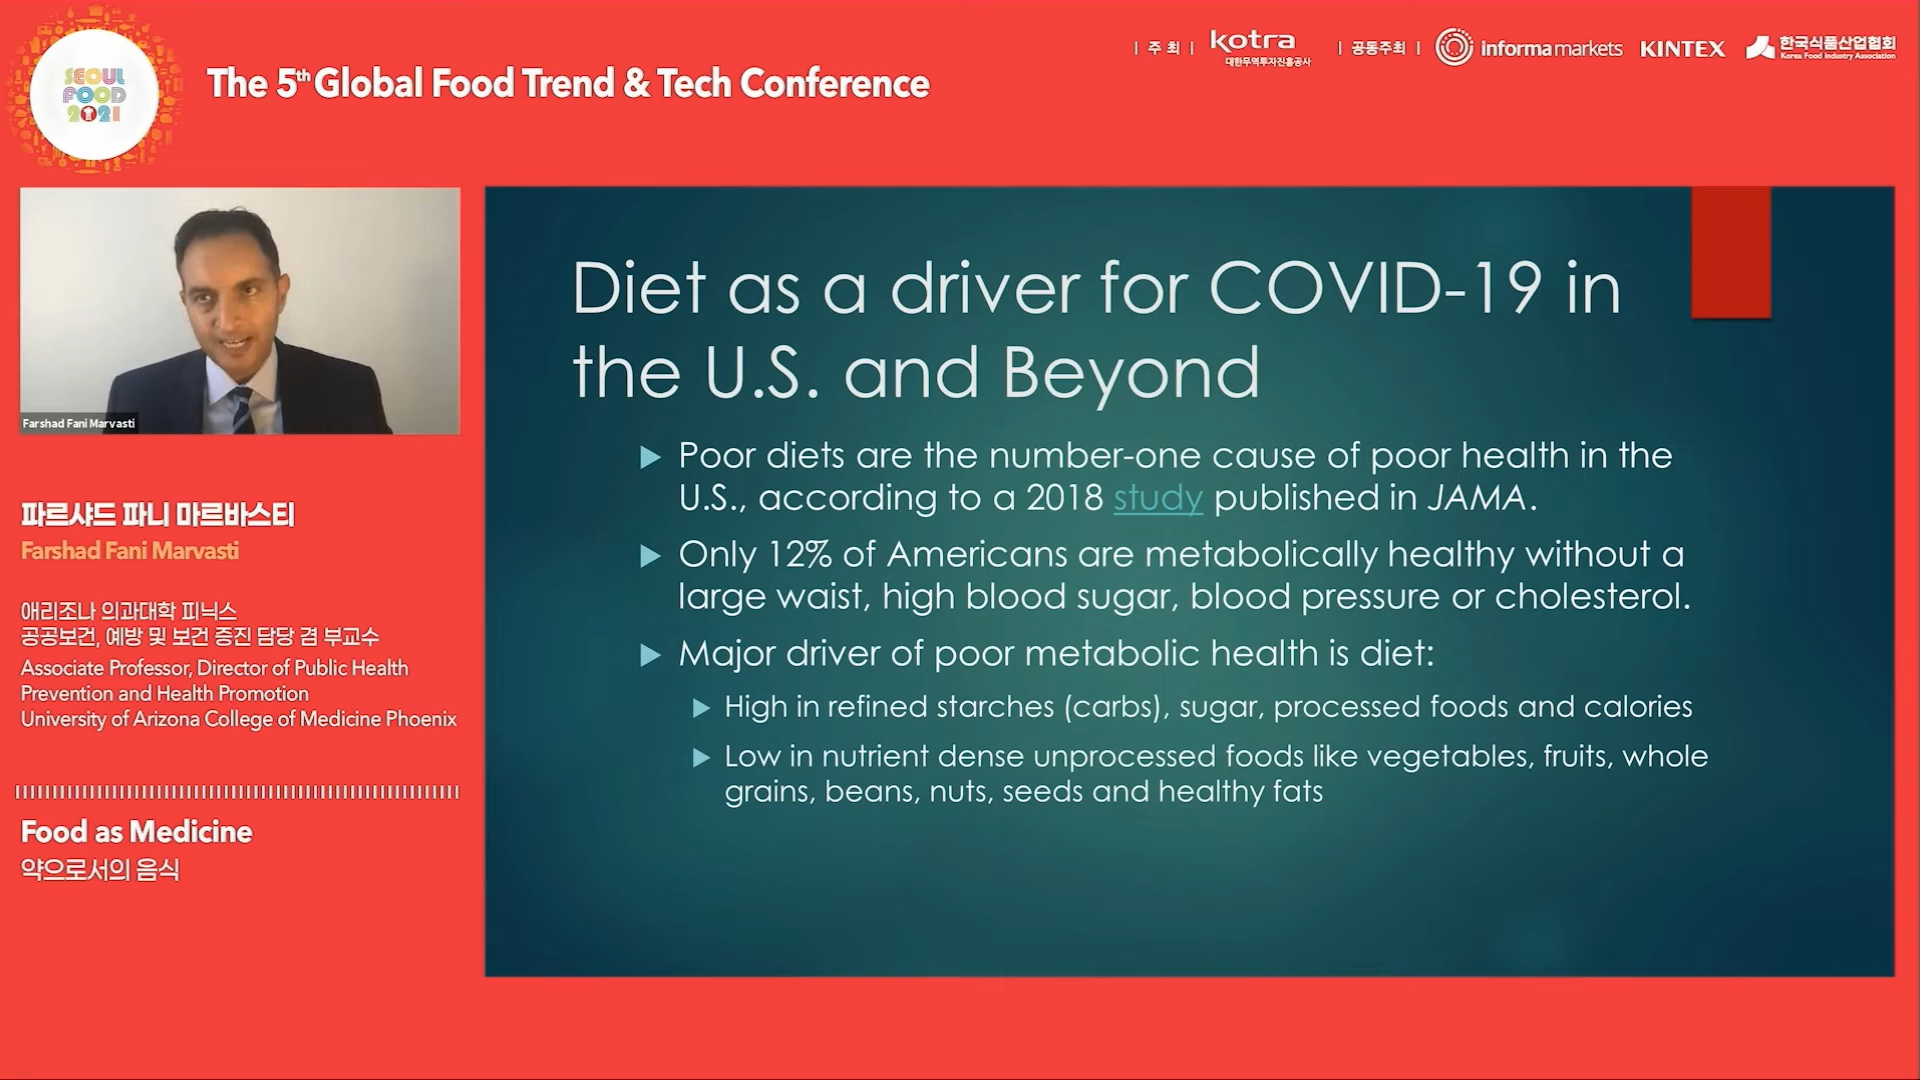 SEOUL
FOOD
2021
The 5th Global Food Trend & Tech Conference
| 주 최 |
kotra
대한무역투자진흥공사
| 공동주최 |
informa markets
KINTEX
한국식품산업협회
Korea Food Industry Association
Farshad Fani Marvasti
파르샤드 파니 마르바스티
Farshad Fani Marvasti
애리조나 의과대학 피닉스
공공보건, 예방 및 보건 증진 담당 겸 부교수
Associate Professor, Director of Public Health
Prevention and Health Promotion
University of Arizona College of Medicine Phoenix
Food as Medicine
약으로서의 음식
Diet as a driver for COVID-19 in
the U.S. and Beyond
Poor diets are the number-one cause of poor health in the
U.S., according to a 2018 study published in JAMA.
Only 12% of Americans are metabolically healthy without a
large waist, high blood sugar, blood pressure or cholesterol.
Major driver of poor metabolic health is diet:
High in refined starches (carbs), sugar, processed foods and calories
Low in nutrient dense unprocessed foods like vegetables, fruits, whole
grains, beans, nuts, seeds and healthy fats